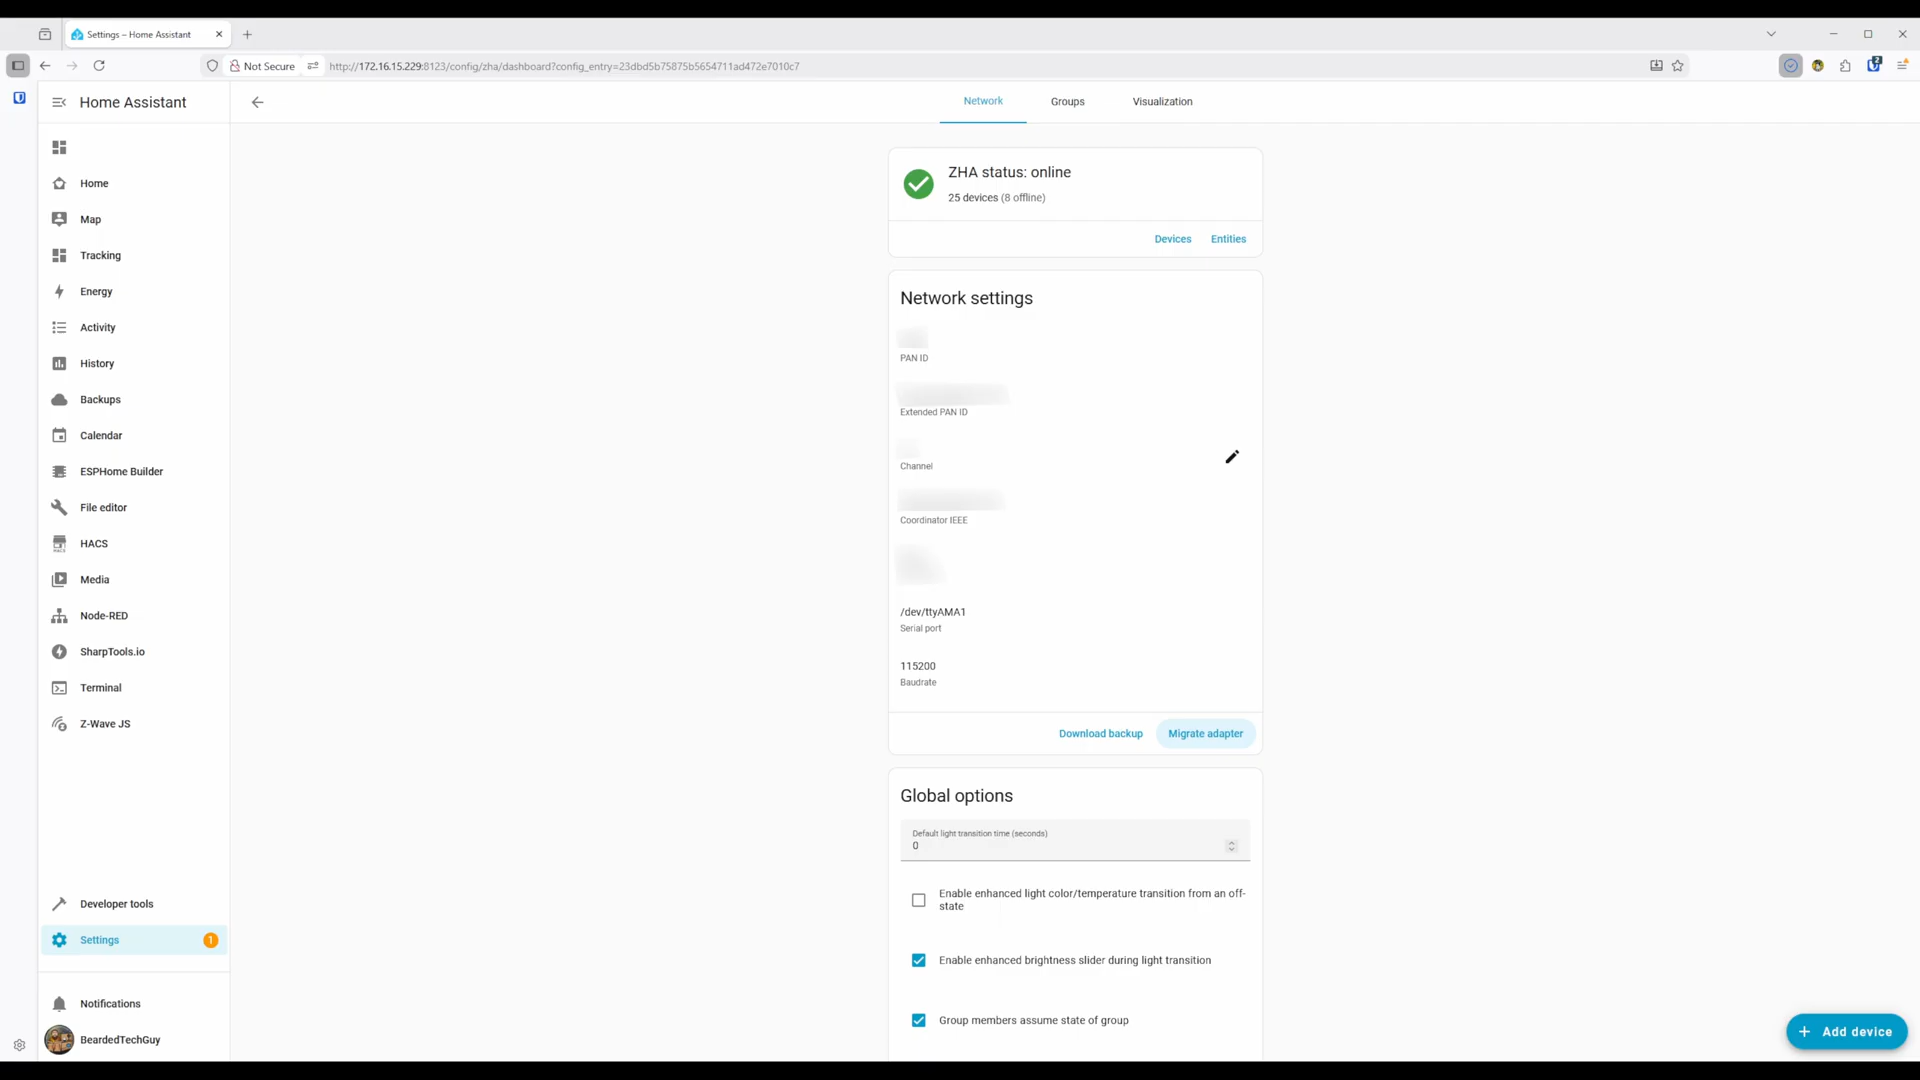 Settings – Home Assistant
Not Secure
http://172.16.15.229:8123/config/zha/dashboard?config_entry=23dbd5b75875b5654711ad472e7010c7
2
Home Assistant
Network
Groups
Visualization
Home
Map
Tracking
Energy
Activity
History
Backups
Calendar
ESPHome Builder
File editor
HACS
Media
Node-RED
SharpTools.io
Terminal
Z-Wave JS
Developer tools
Settings
1
Notifications
BeardedTechGuy
ZHA status: online
25 devices (8 offline)
Devices
Entities
Network settings
PAN ID
Extended PAN ID
Channel
Coordinator IEEE
/dev/ttyAMA1
Serial port
115200
Baudrate
Download backup
Migrate adapter
Global options
Default light transition time (seconds)
0
Enable enhanced light color/temperature transition from an off-
state
Enable enhanced brightness slider during light transition
Group members assume state of group
Add device